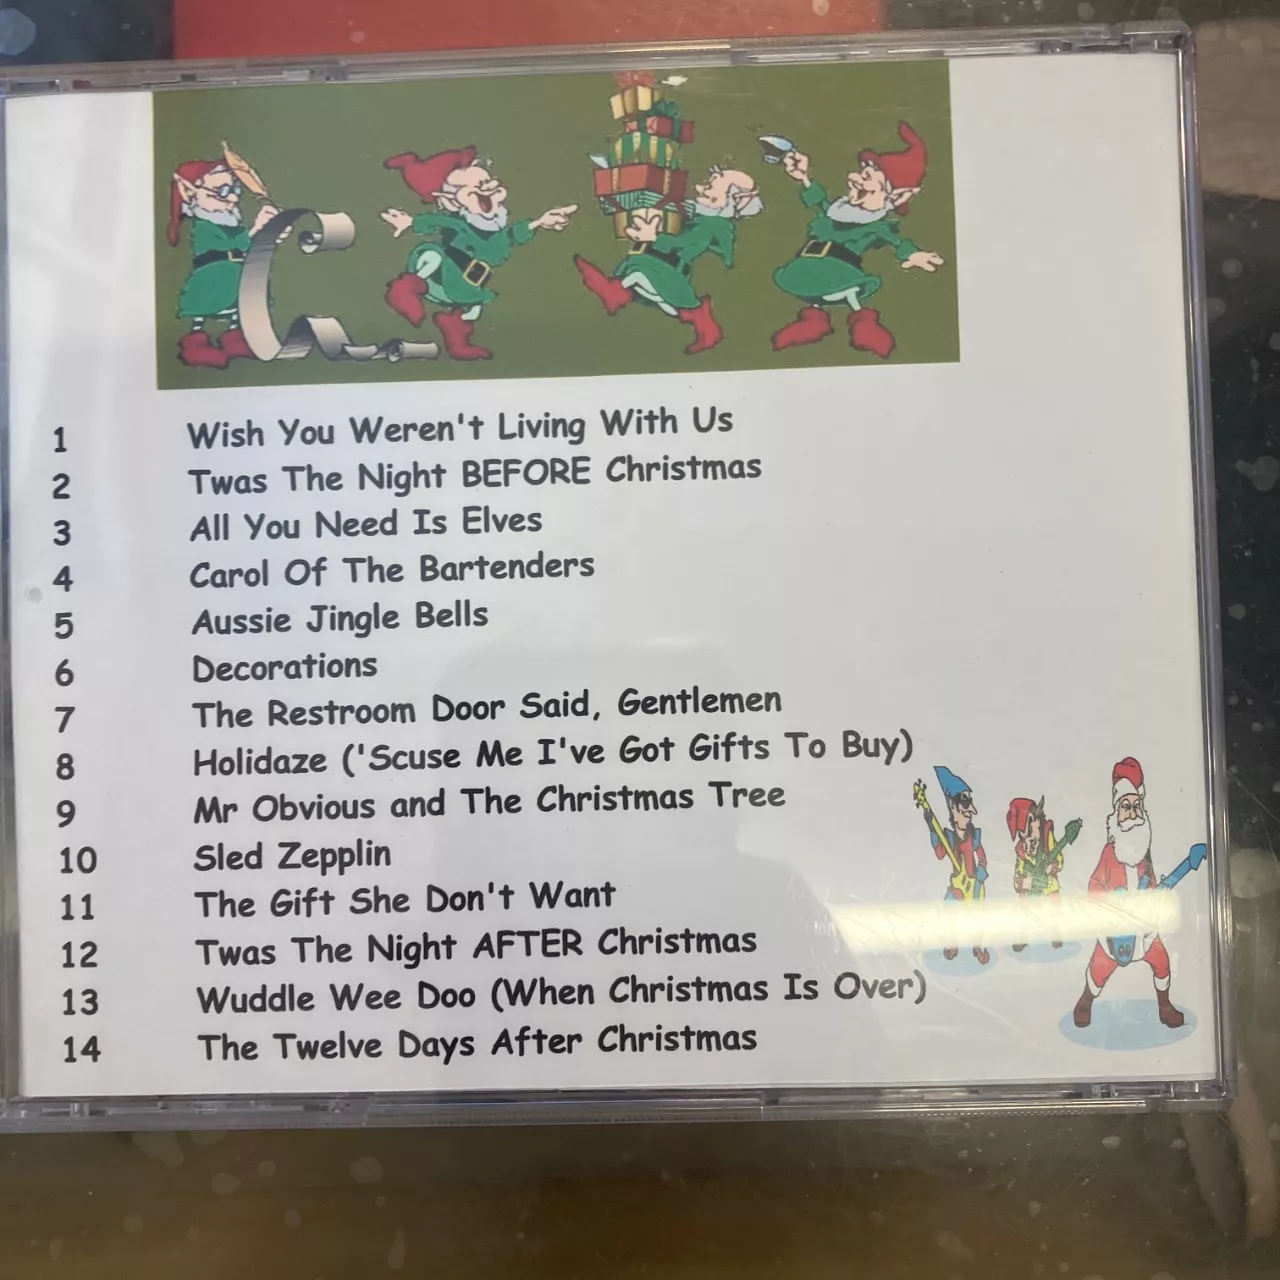 1 Wish You Weren't Living With Us
2 Twas The Night BEFORE Christmas
3 All You Need Is Elves
4 Carol Of The Bartenders
5 Aussie Jingle Bells
6 Decorations
7 The Restroom Door Said, Gentlemen
8 Holidaze ('Scuse Me I've Got Gifts To Buy)
9 Mr Obvious and The Christmas Tree
10 Sled Zepplin
11 The Gift She Don't Want
12 Twas The Night AFTER Christmas
13 Wuddle Wee Doo (When Christmas Is Over)
14 The Twelve Days After Christmas